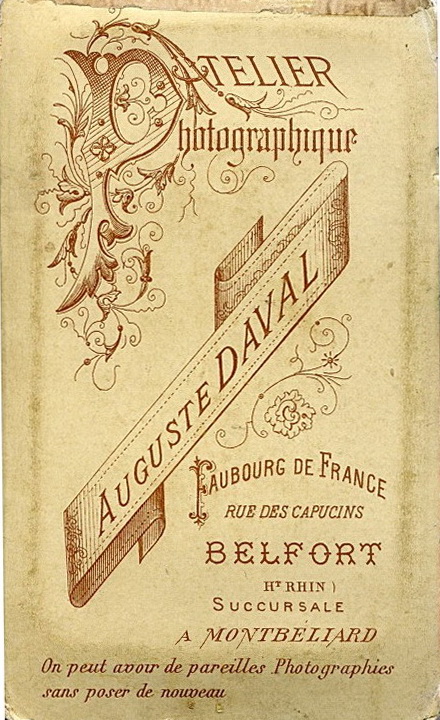 ATELIER
Photographique
AUGUSTE DAVAL
FAUBOURG DE FRANCE
RUE DES CAPUCINS
BELFORT
HT RHIN )
SUCCURSALE
A MONTBÉLIARD
On peut avoir de pareilles Photographies
sans poser de nouveau